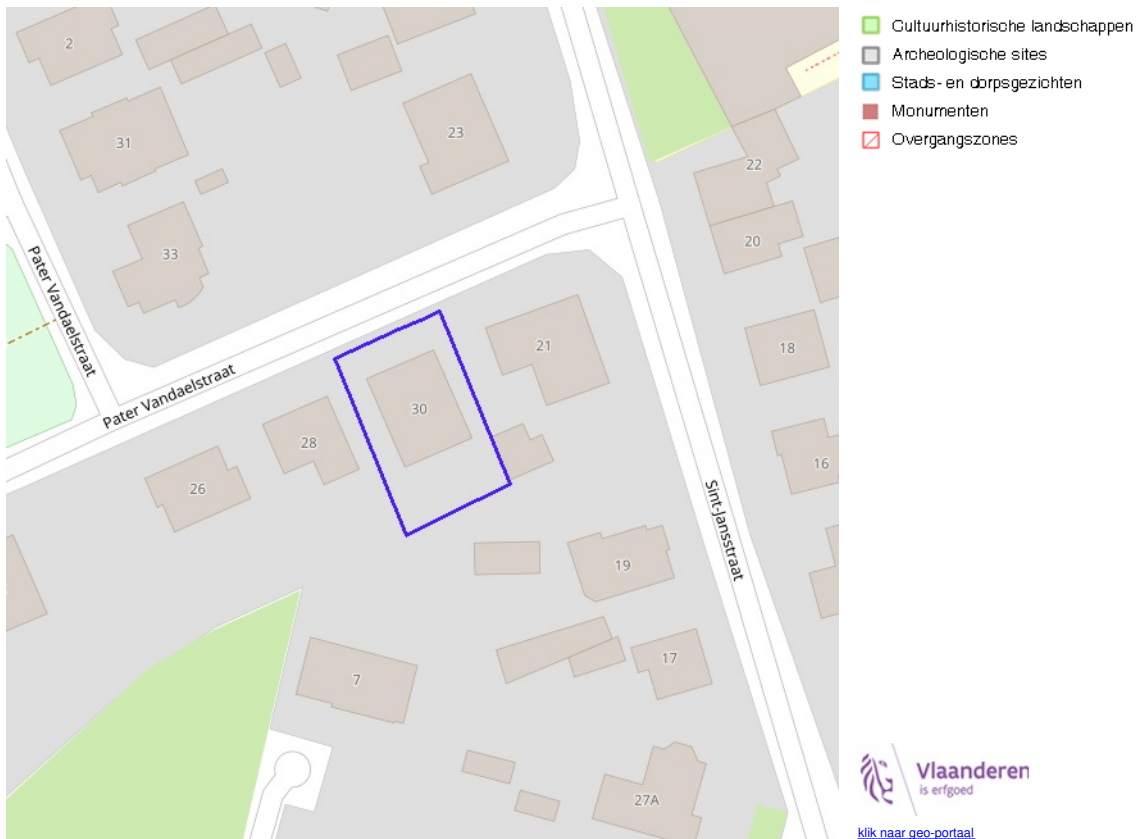 2
31
23
33
22
20
Pater Vandaelstraat
21
18
30
Pater Vandaelstraat
28
26
16
Sint-Jansstraat
19
17
7
27A
Cultuurhistorische landschappen
Archeologische sites
Stads- en dorpsgezichten
Monumenten
Overgangszones
Vlaanderen
is erfgoed
klik naar geo-portaal